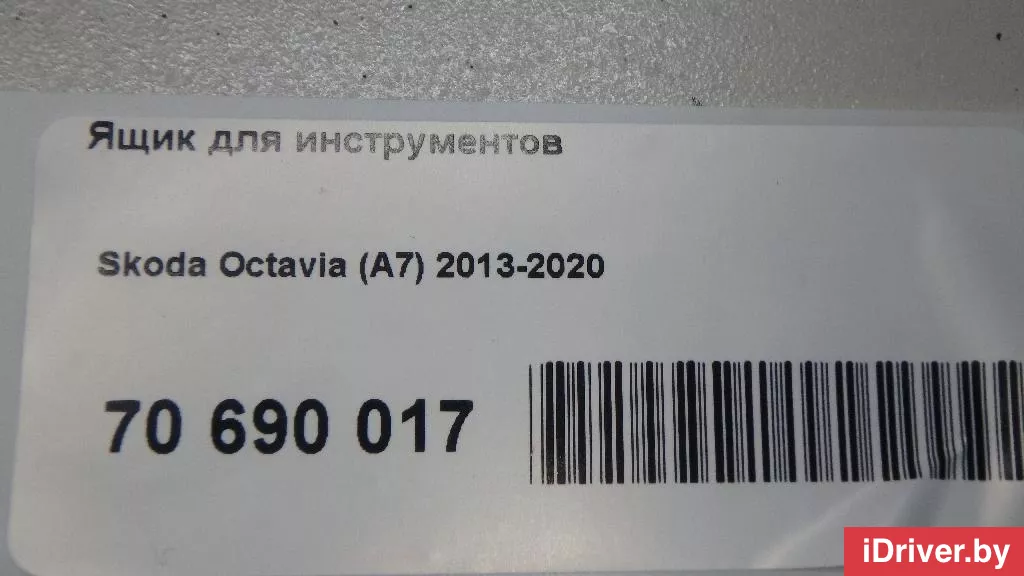 Ящик для инструментов
Skoda Octavia (A7) 2013-2020
70 690 017
iDriver.by